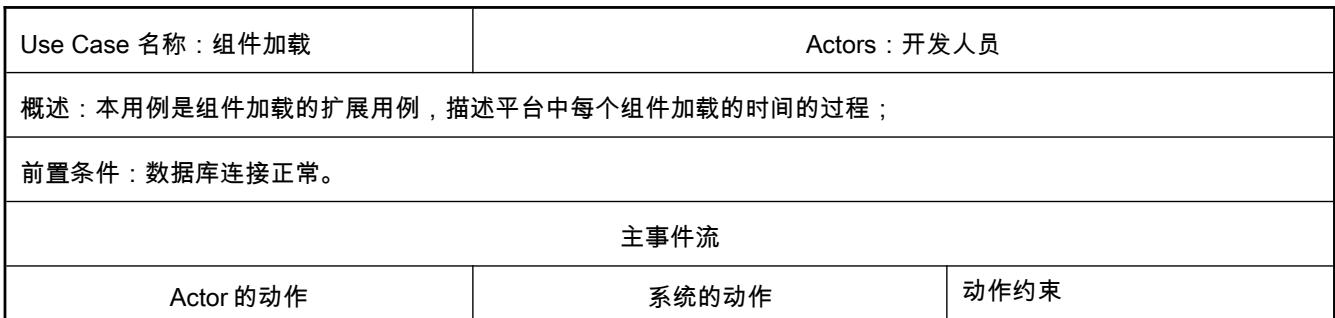 Use Case 名称：组件加载
Actors：开发人员
概述：本用例是组件加载的扩展用例，描述平台中每个组件加载的时间的过程；
前置条件：数据库连接正常。
主事件流
Actor 的动作
系统的动作
动作约束